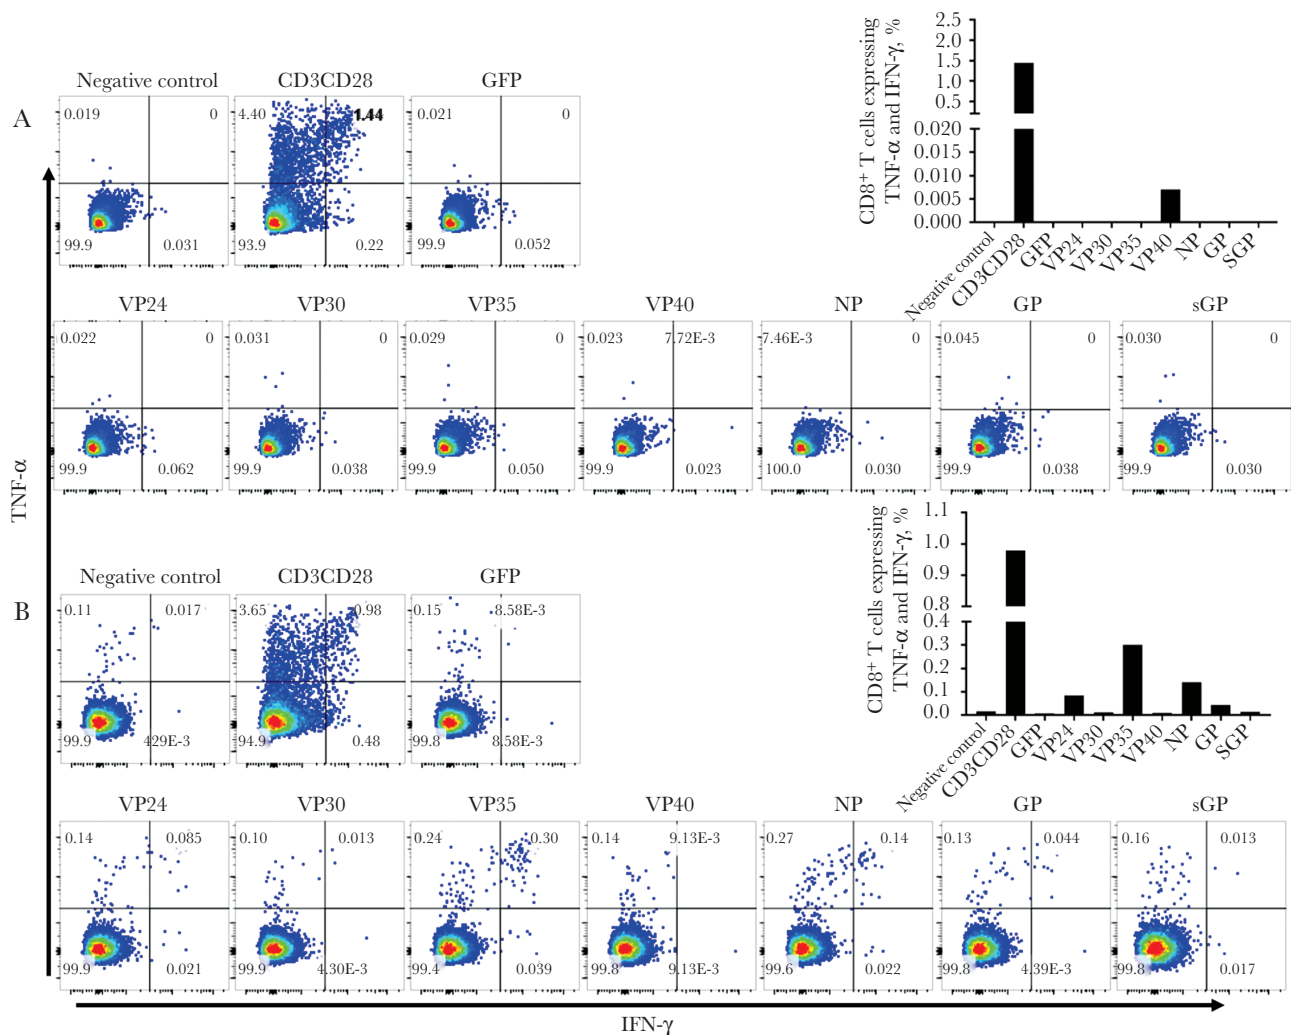 A
Negative control
CD3CD28
GFP
0.019
0
99.9
0.031
4.40
1.44
93.9
0.22
0.021
0
99.9
0.052
CD8+ T cells expressing
TNF-α and IFN-γ, %
2.5
2.0
1.5
1.0
0.5
0.020
0.015
0.010
0.005
0.000
Negative control
CD3CD28
GFP
VP24
VP30
VP35
VP40
NP
GP
SGP
VP24
VP30
VP35
VP40
NP
GP
sGP
0.022
0
99.9
0.062
0.031
0
99.9
0.038
0.029
0
99.9
0.050
0.023
7.72E-3
99.9
0.023
7.46E-3
0
100.0
0.030
0.045
0
99.9
0.038
0.030
0
99.9
0.030
TNF-α
B
Negative control
CD3CD28
GFP
0.11
0.017
99.9
429E-3
3.65
0.98
94.9
0.48
0.15
8.58E-3
99.8
8.58E-3
CD8+ T cells expressing
TNF-α and IFN-γ, %
1.1
1.0
0.9
0.8
0.4
0.3
0.2
0.1
0.0
Negative control
CD3CD28
GFP
VP24
VP30
VP35
VP40
NP
GP
SGP
VP24
VP30
VP35
VP40
NP
GP
sGP
0.14
0.085
99.9
0.021
0.10
0.013
99.9
4.30E-3
0.24
0.30
99.4
0.039
0.14
9.13E-3
99.8
9.13E-3
0.27
0.14
99.6
0.022
0.13
0.044
99.8
4.39E-3
0.16
0.013
99.8
0.017
IFN-γ